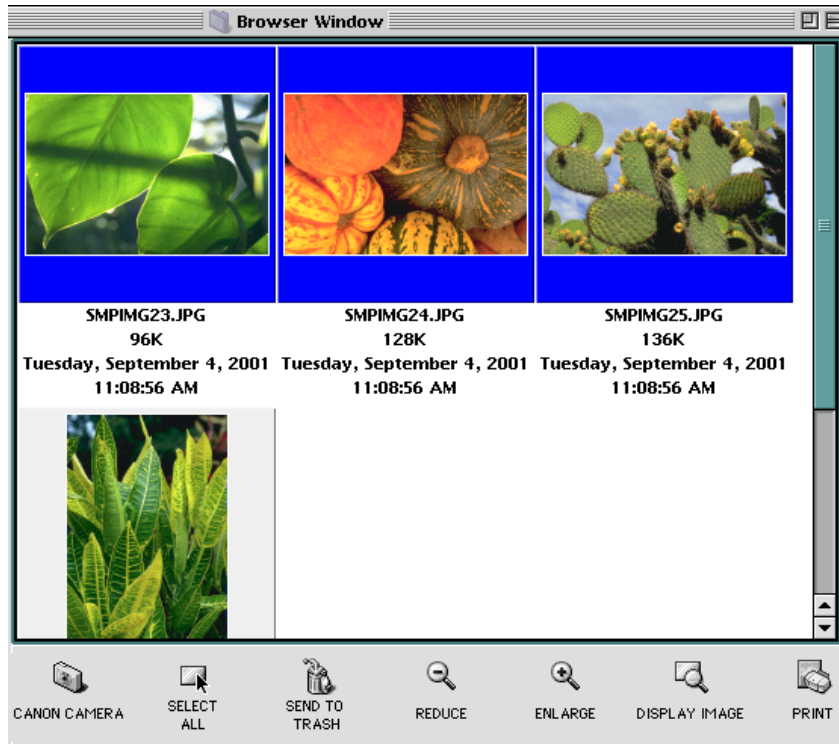 Browser Window
SMPIMG23.JPG
96K
Tuesday, September 4, 2001
11:08:56 AM
SMPIMG24.JPG
128K
Tuesday, September 4, 2001
11:08:56 AM
SMPIMG25.JPG
136K
Tuesday, September 4, 2001
11:08:56 AM
CANON CAMERA
SELECT
ALL
SEND TO
TRASH
REDUCE
ENLARGE
DISPLAY IMAGE
PRINT